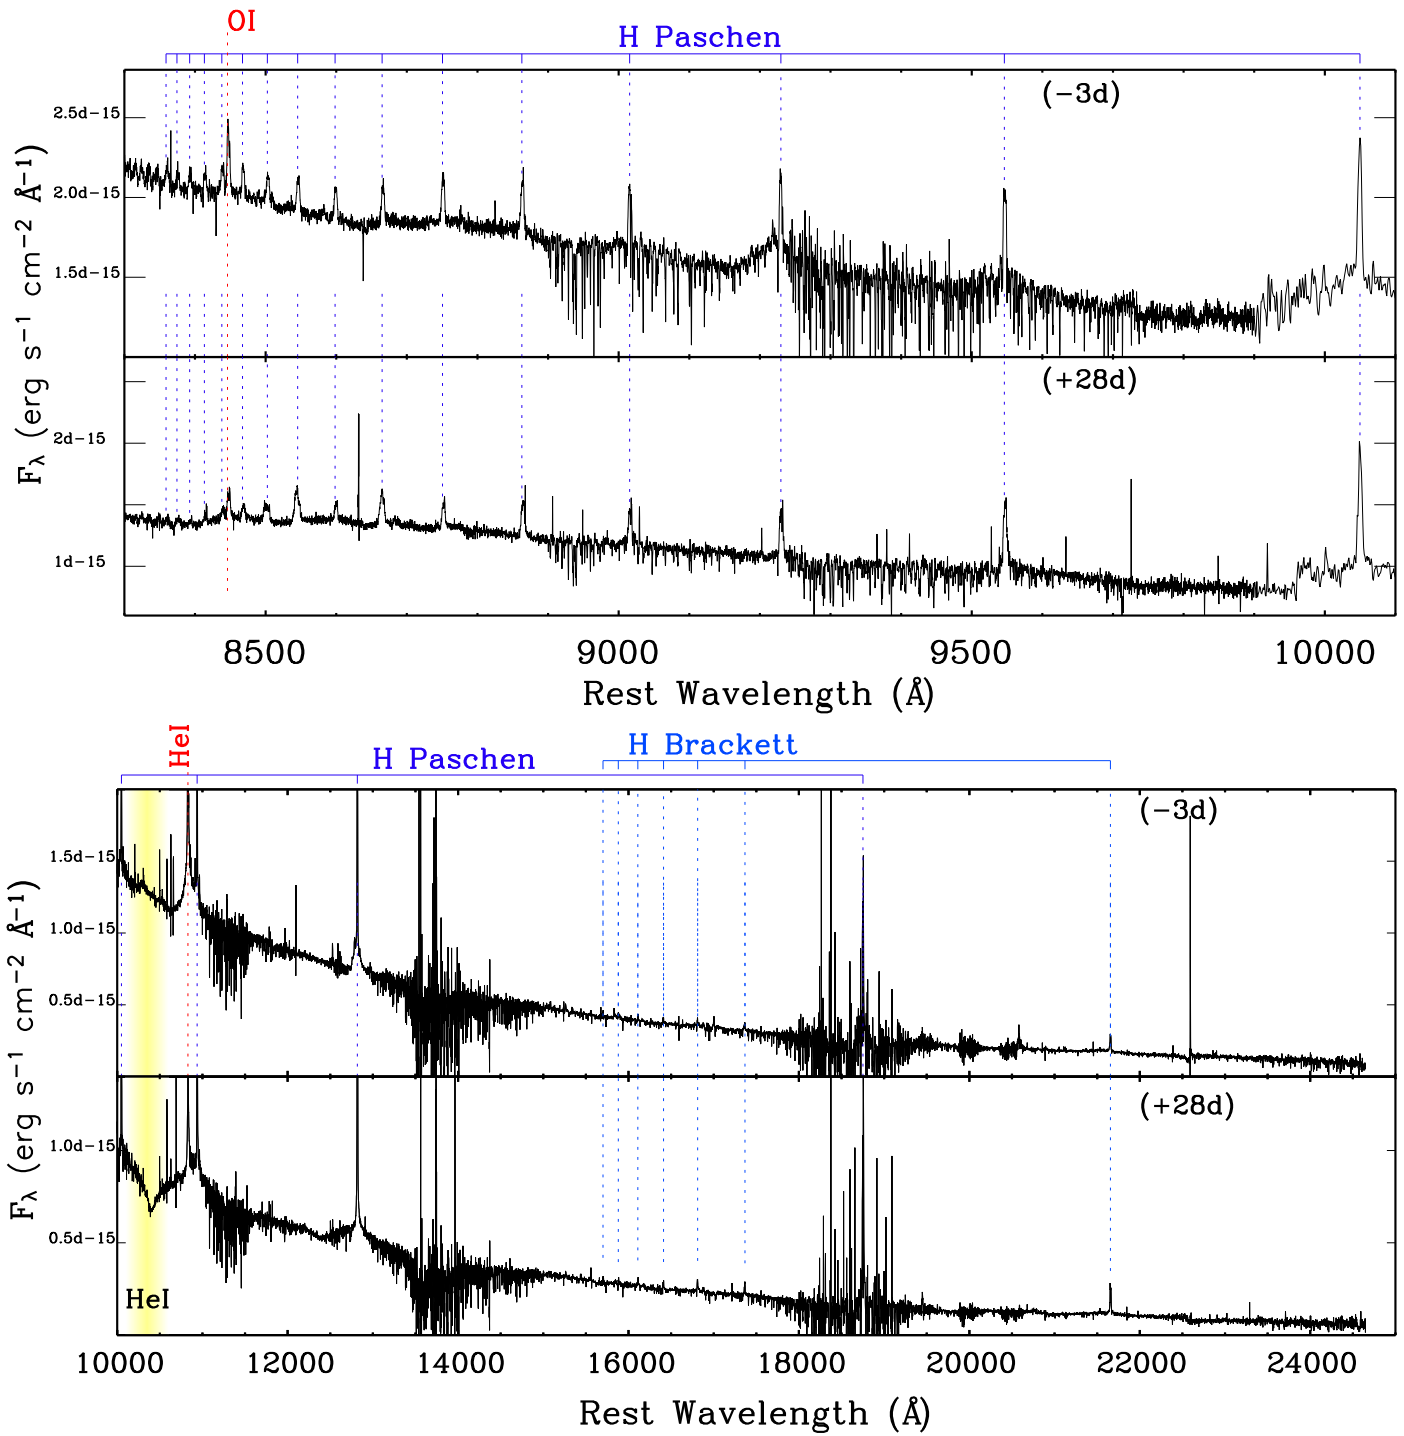 OI
H Paschen
(−3d)
2.5d-15
2.0d-15
1.5d-15
(+28d)
2d-15
1d-15
Fλ (erg s−1 cm−2 Å−1)
8500 9000 9500 10000
Rest Wavelength (Å)
HeI
H Paschen
H Brackett
(−3d)
1.5d-15
1.0d-15
0.5d-15
(+28d)
1.0d-15
0.5d-15
HeI
Fλ (erg s−1 cm−2 Å−1)
10000 12000 14000 16000 18000 20000 22000 24000
Rest Wavelength (Å)